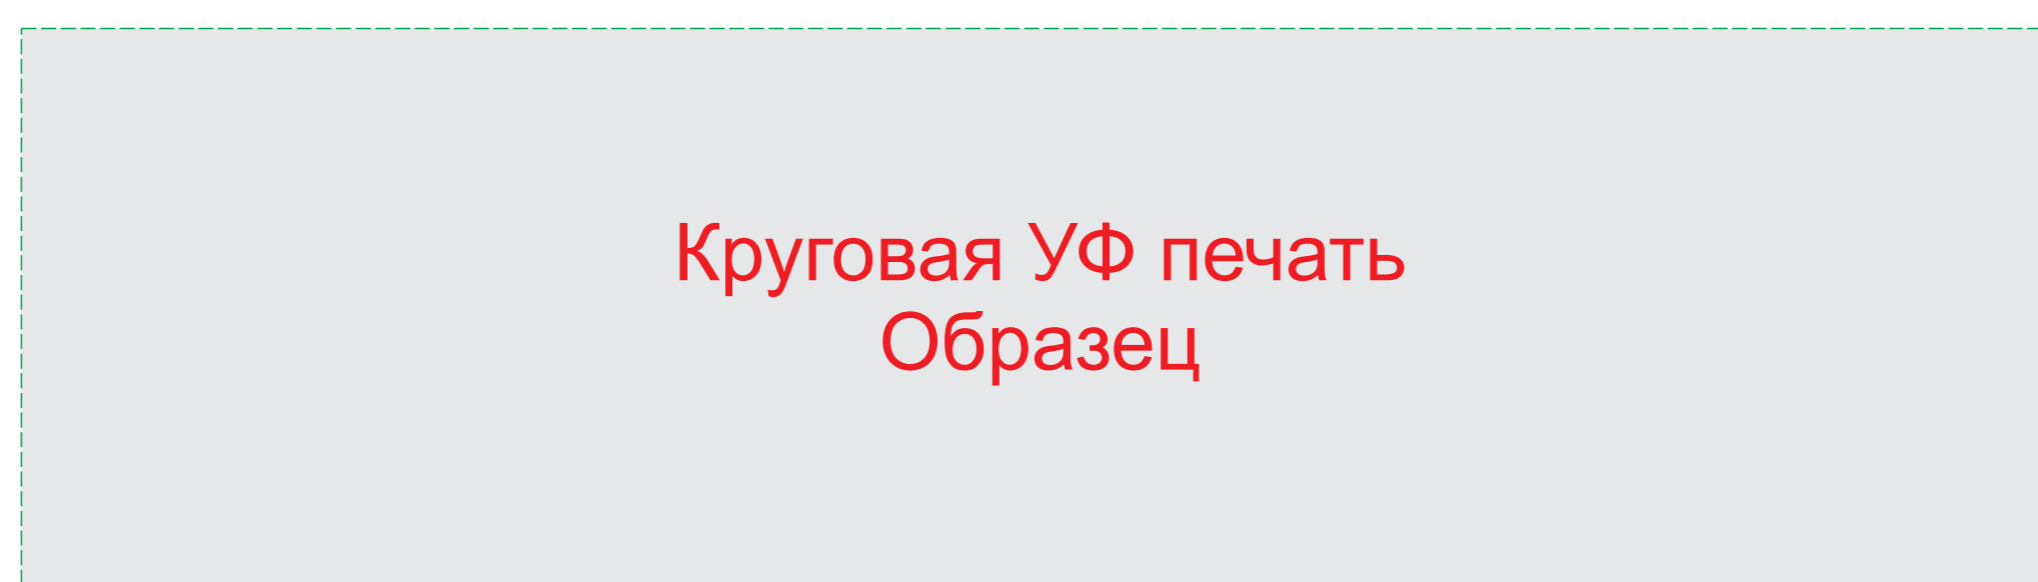 Круговая УФ печать
Образец